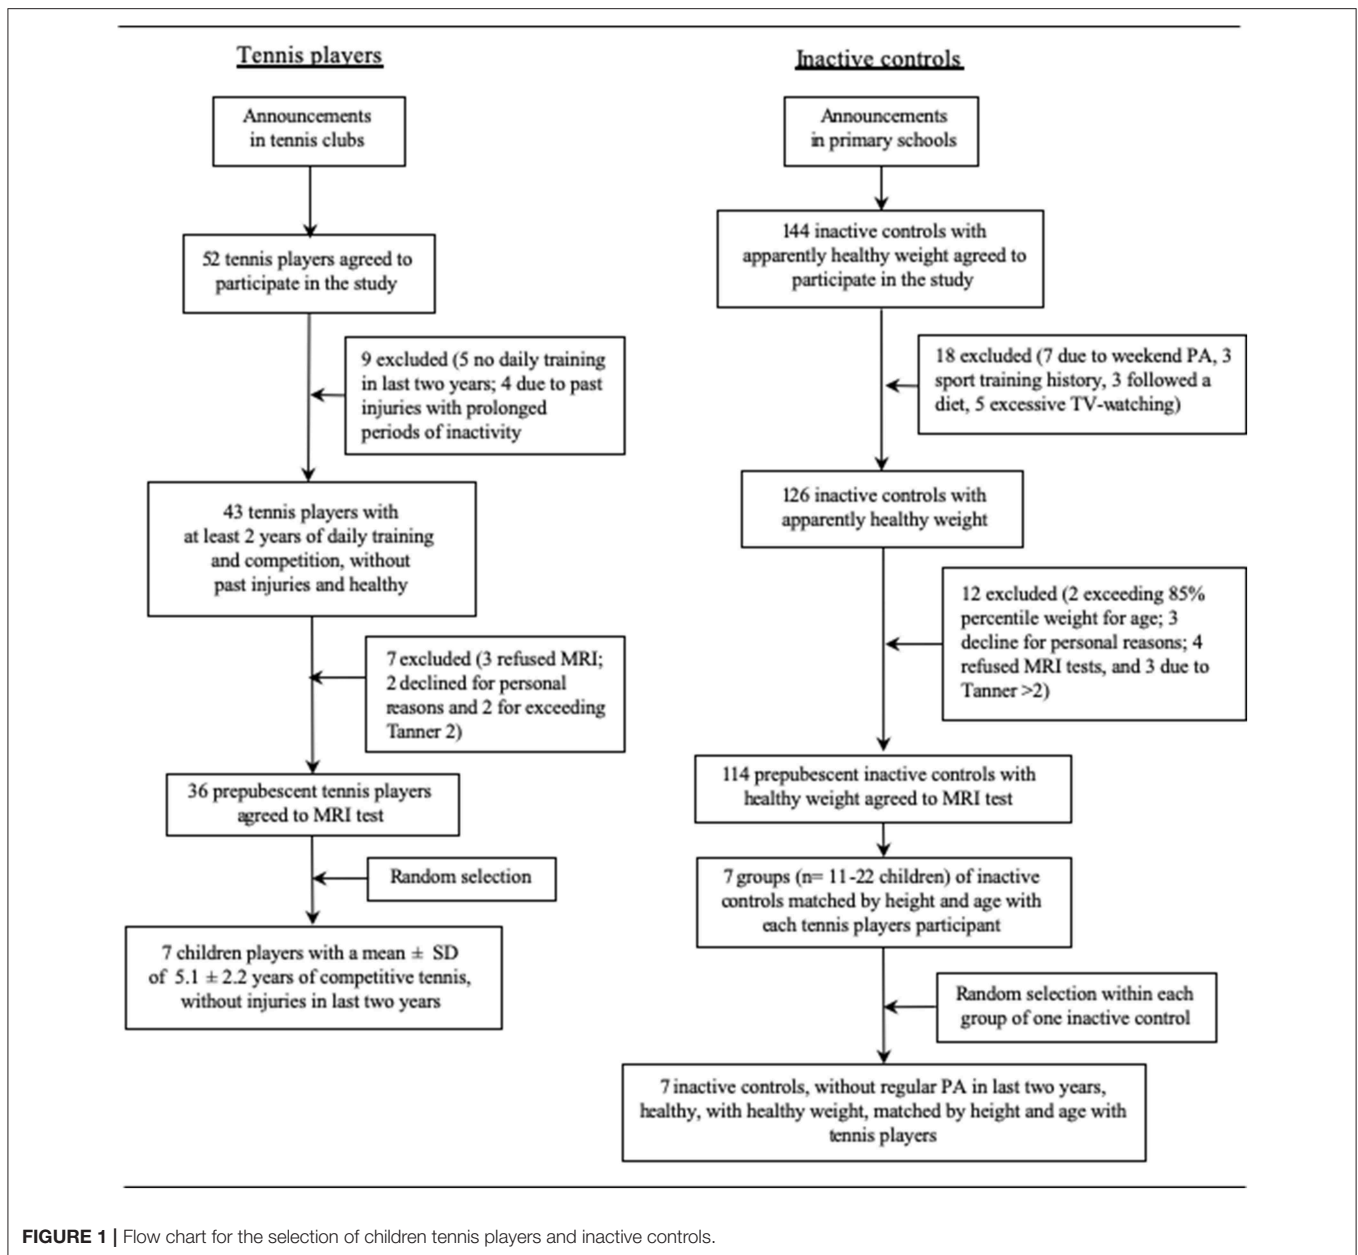 Tennis players
Announcements
in tennis clubs
52 tennis players agreed to
participate in the study
9 excluded (5 no daily training
in last two years; 4 due to past
injuries with prolonged
periods of inactivity
43 tennis players with
at least 2 years of daily training
and competition, without
past injuries and healthy
7 excluded (3 refused MRI;
2 declined for personal
reasons and 2 for exceeding
Tanner 2)
36 prepubescent tennis players
agreed to MRI test
Random selection
7 children players with a mean ± SD
of 5.1 ± 2.2 years of competitive tennis,
without injuries in last two years
Inactive controls
Announcements
in primary schools
144 inactive controls with
apparently healthy weight agreed to
participate in the study
18 excluded (7 due to weekend PA, 3
sport training history, 3 followed a
diet, 5 excessive TV-watching)
126 inactive controls with
apparently healthy weight
12 excluded (2 exceeding 85%
percentile weight for age; 3
decline for personal reasons; 4
refused MRI tests, and 3 due to
Tanner >2)
114 prepubescent inactive controls with
healthy weight agreed to MRI test
7 groups (n= 11-22 children) of inactive
controls matched by height and age with
each tennis players participant
Random selection within each
group of one inactive control
7 inactive controls, without regular PA in last two years,
healthy, with healthy weight, matched by height and age with
tennis players
FIGURE 1 | Flow chart for the selection of children tennis players and inactive controls.